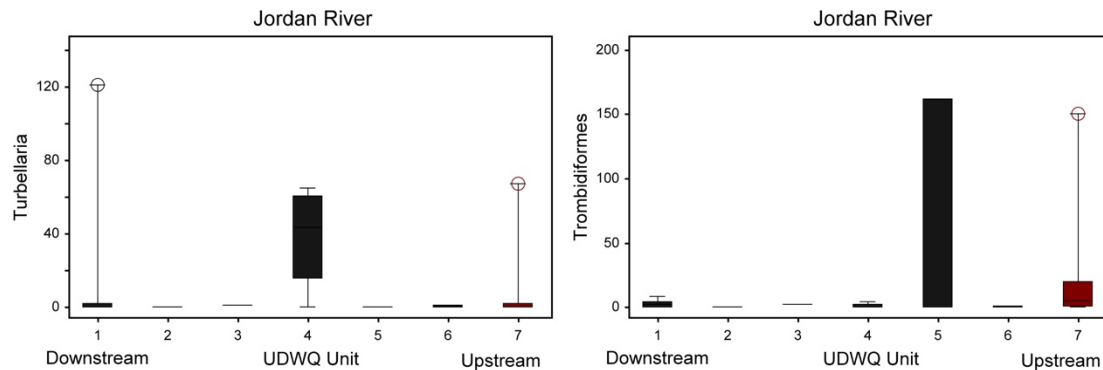 Jordan River
Turbellaria
120
80
40
0
1 2 3 4 5 6 7
Downstream UDWQ Unit Upstream
Jordan River
Trombidiformes
200
150
100
50
0
1 2 3 4 5 6 7
Downstream UDWQ Unit Upstream